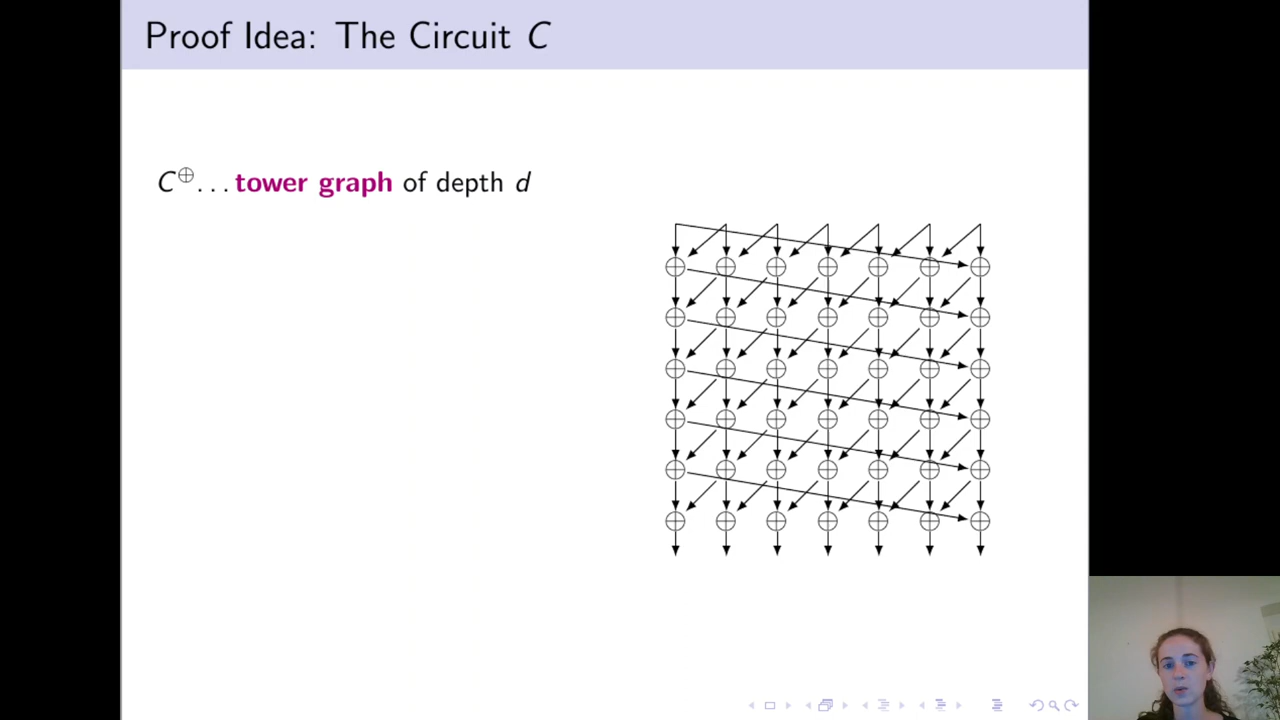 Proof Idea: The Circuit C
C⊕...tower graph of depth d